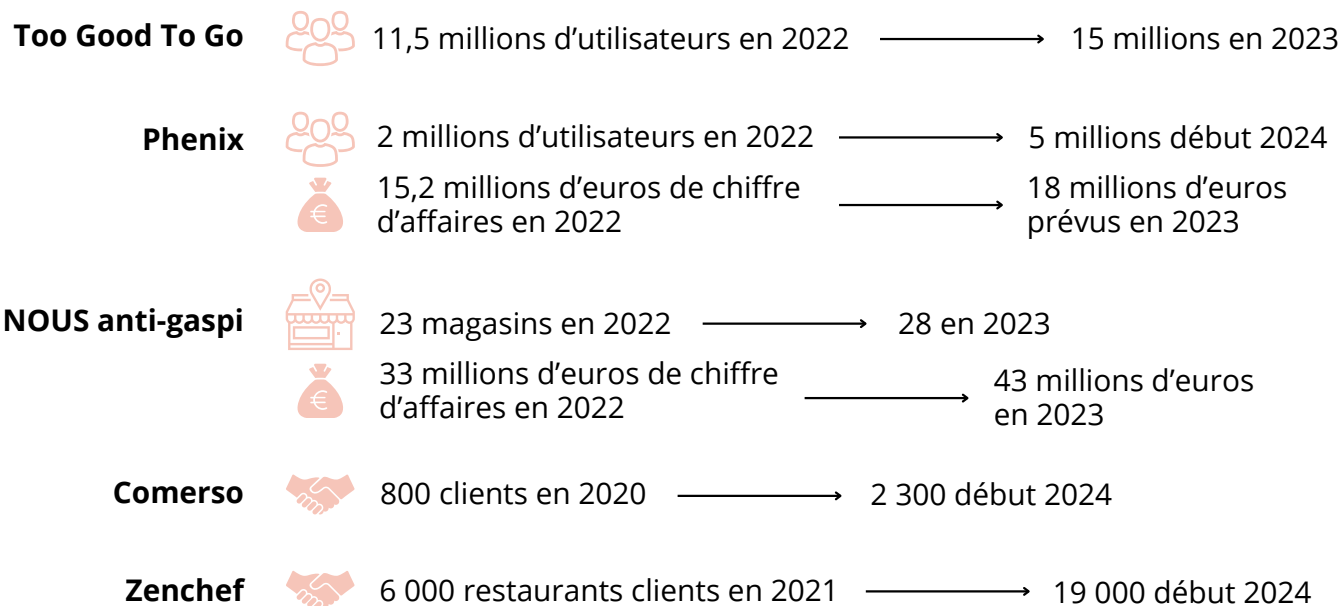 Too Good To Go 11,5 millions d’utilisateurs en 2022 15 millions en 2023
Phenix 2 millions d’utilisateurs en 2022 5 millions début 2024
15,2 millions d’euros de chiffre
d’affaires en 2022
18 millions d’euros
prévus en 2023
NOUS anti-gaspi 23 magasins en 2022 28 en 2023
33 millions d’euros de chiffre
d’affaires en 2022
43 millions d’euros
en 2023
Comerso 800 clients en 2020 2 300 début 2024
Zenchef 6 000 restaurants clients en 2021 19 000 début 2024